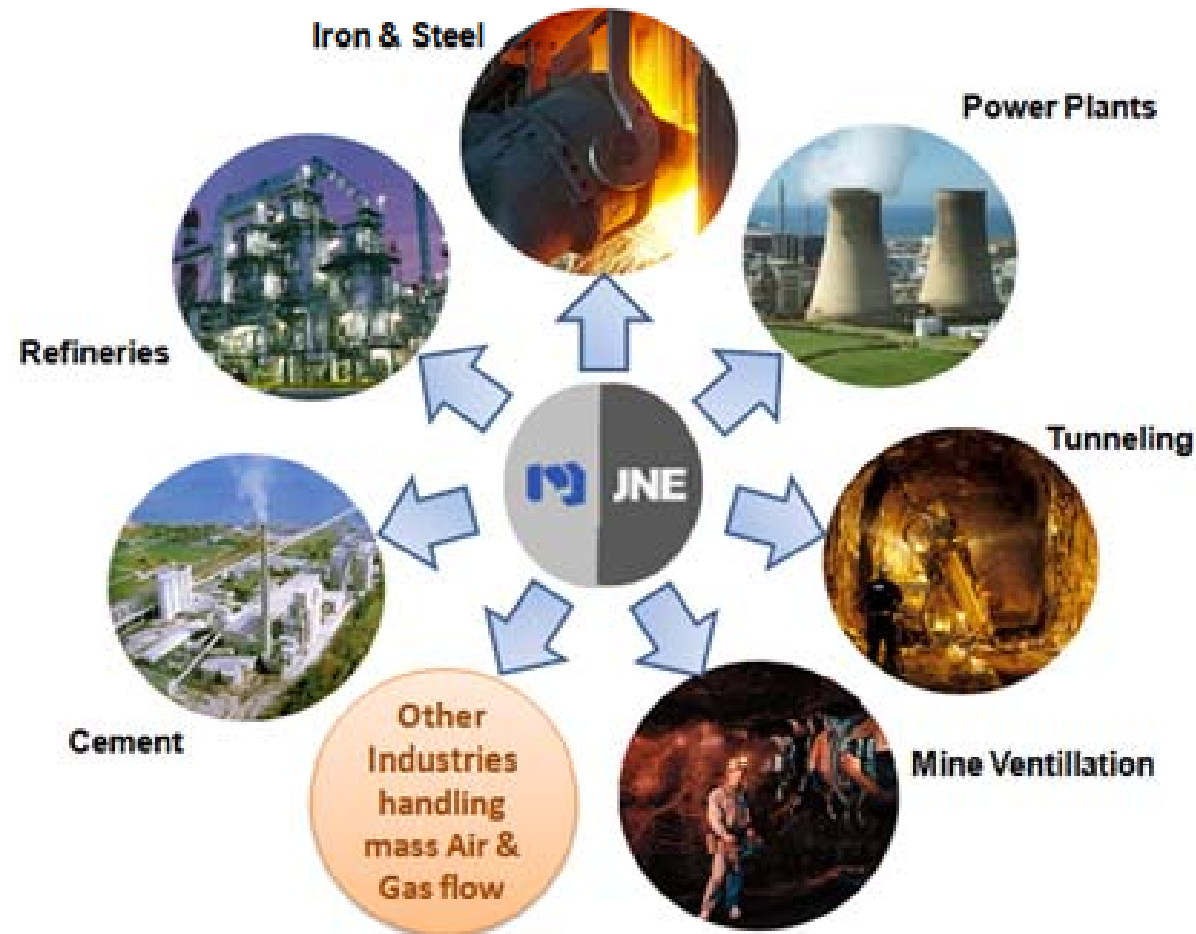 Iron & Steel
Power Plants
Refineries
Tunneling
JNE
Cement
Other
Industries
handling
mass Air &
Gas flow
Mine Ventillation